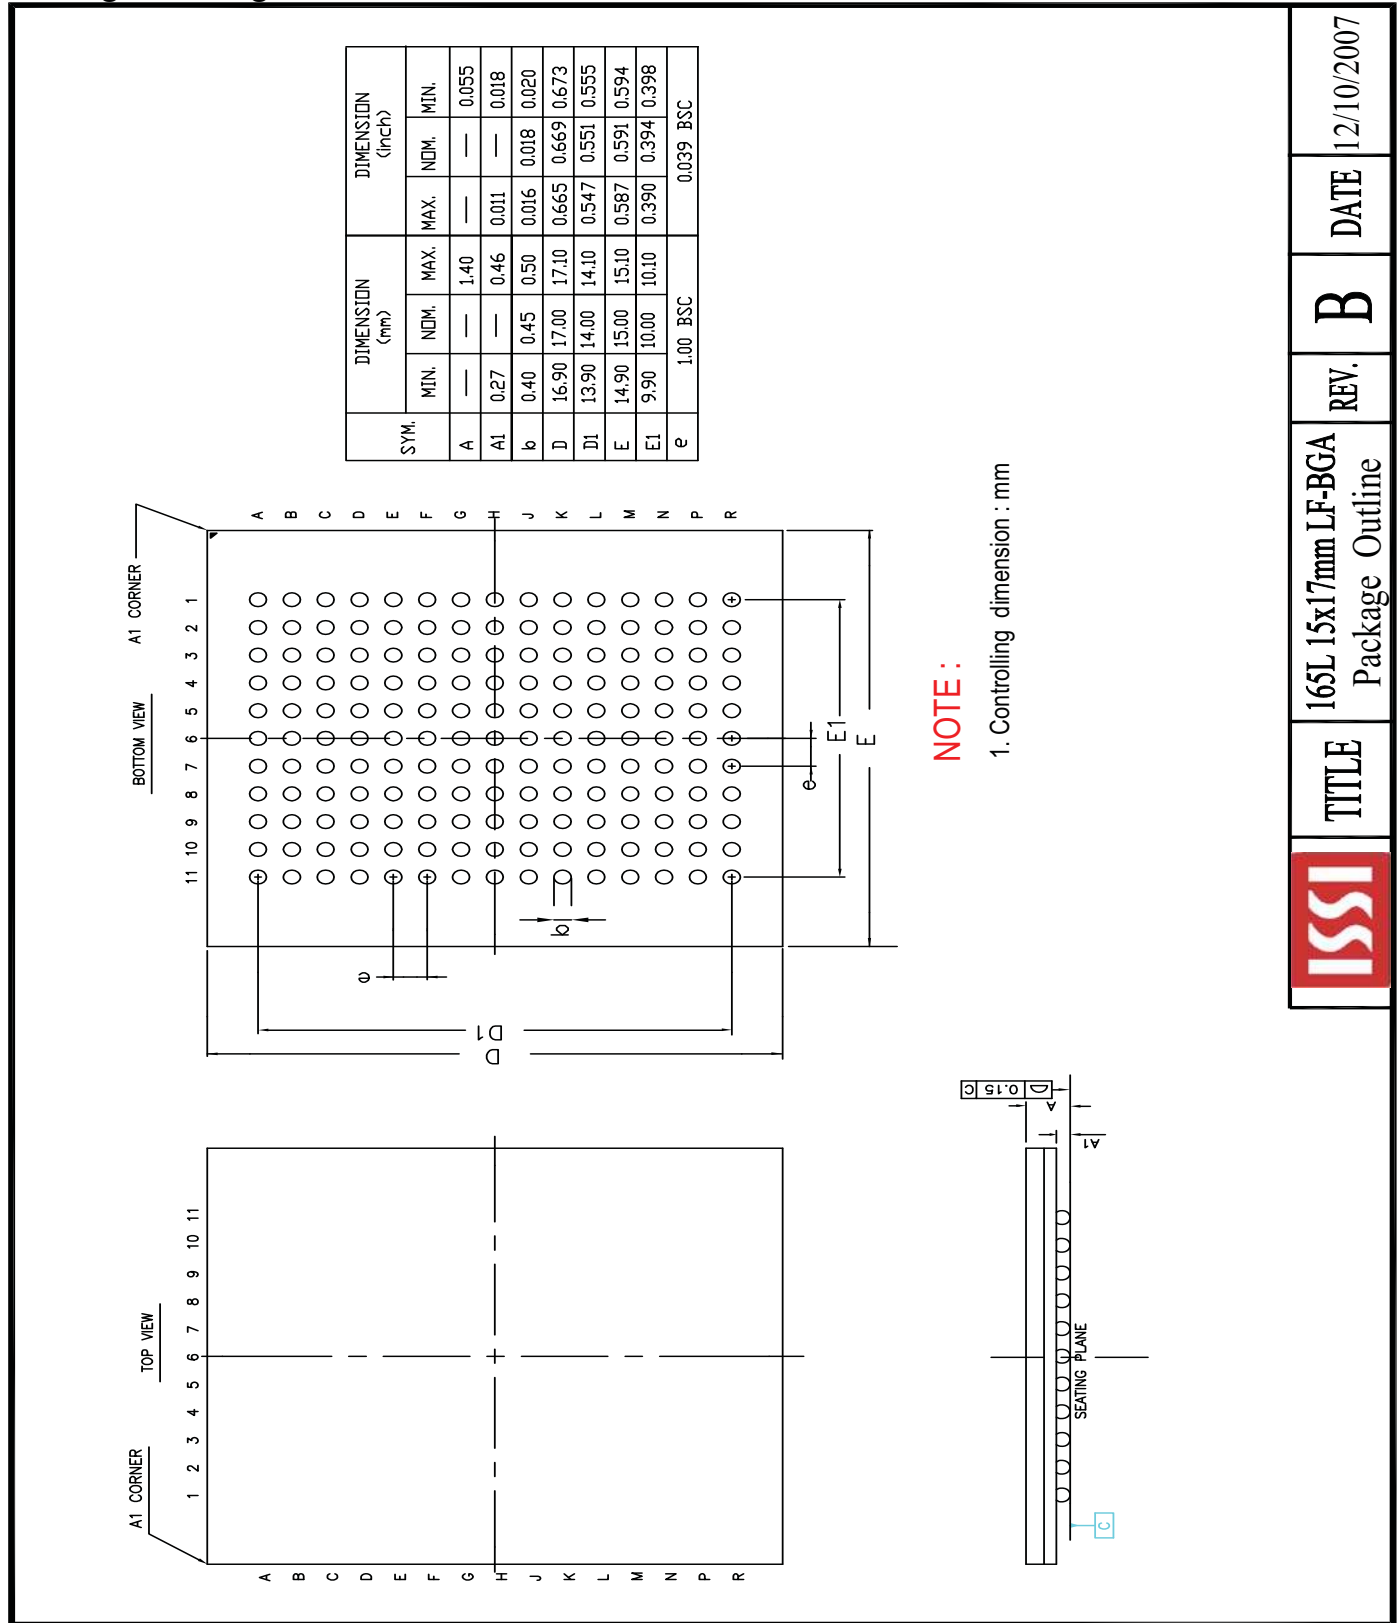 TOP VIEW
A1 CORNER
1 2 3 4 5 6 7 8 9 10 11
A
B
C
D
E
F
G
H
J
K
L
M
N
P
R
BOTTOM VIEW
A1 CORNER
11 10 9 8 7 6 5 4 3 2 1
A
B
C
D
E
F
G
H
J
K
L
M
N
P
R
e
D1
D
b
e
E1
E
SYM. DIMENSION (mm) DIMENSION (inch)
MIN. NOM. MAX. MAX. NOM. MIN.
A — — 1.40 — — 0.055
A1 0.27 — 0.46 0.011 — 0.018
b 0.40 0.45 0.50 0.016 0.018 0.020
D 16.90 17.00 17.10 0.665 0.669 0.673
D1 13.90 14.00 14.10 0.547 0.551 0.555
E 14.90 15.00 15.10 0.587 0.591 0.594
E1 9.90 10.00 10.10 0.390 0.394 0.398
e 1.00 BSC 0.039 BSC
NOTE :
1. Controlling dimension : mm
0.15 C
A
A1
SEATING PLANE
C
ISSI
TITLE
165L 15x17mm LF-BGA
Package Outline
REV.
B
DATE
12/10/2007